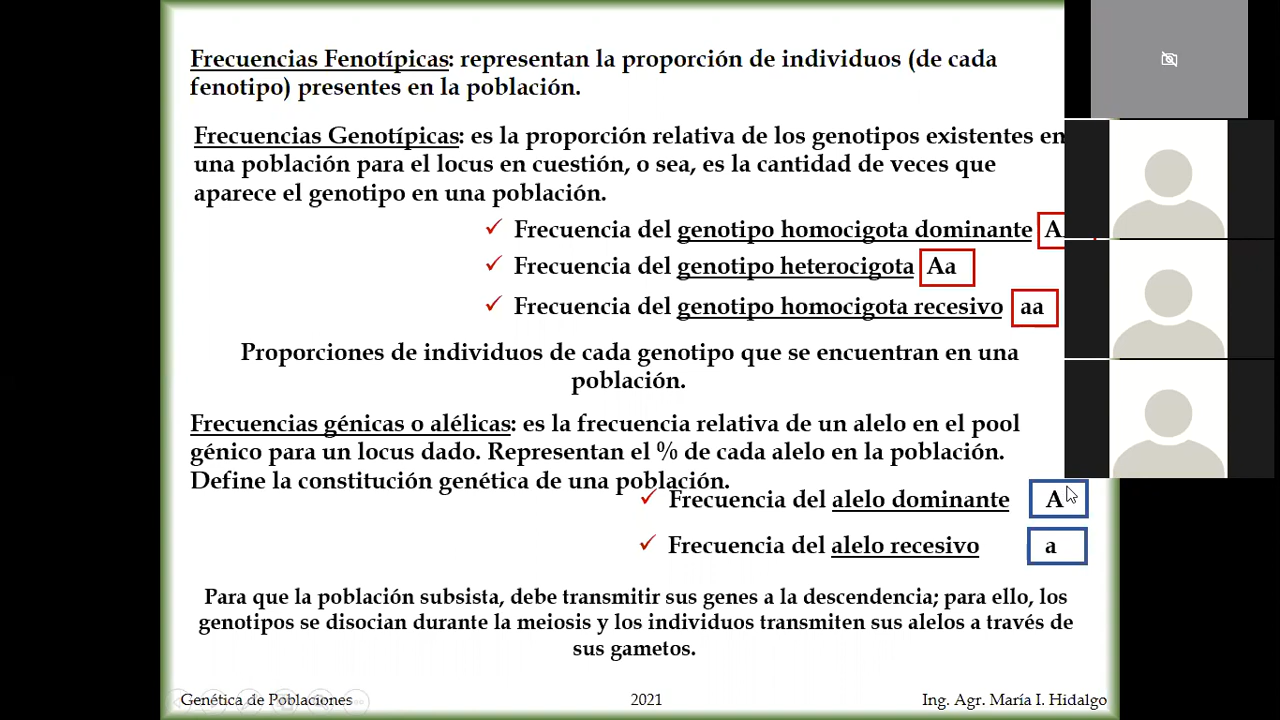 Frecuencias Fenotípicas: representan la proporción de individuos (de cada
fenotipo) presentes en la población.
Frecuencias Genotípicas: es la proporción relativa de los genotipos existentes en
una población para el locus en cuestión, o sea, es la cantidad de veces que
aparece el genotipo en una población.
✓ Frecuencia del genotipo homocigota dominante A
✓ Frecuencia del genotipo heterocigota Aa
✓ Frecuencia del genotipo homocigota recesivo aa
Proporciones de individuos de cada genotipo que se encuentran en una
población.
Frecuencias génicas o alélicas: es la frecuencia relativa de un alelo en el pool
génico para un locus dado. Representan el % de cada alelo en la población.
Define la constitución genética de una población.
✓ Frecuencia del alelo dominante A
✓ Frecuencia del alelo recesivo a
Para que la población subsista, debe transmitir sus genes a la descendencia; para ello, los
genotipos se disocian durante la meiosis y los individuos transmiten sus alelos a través de
sus gametos.
Genética de Poblaciones 2021 Ing. Agr. María I. Hidalgo